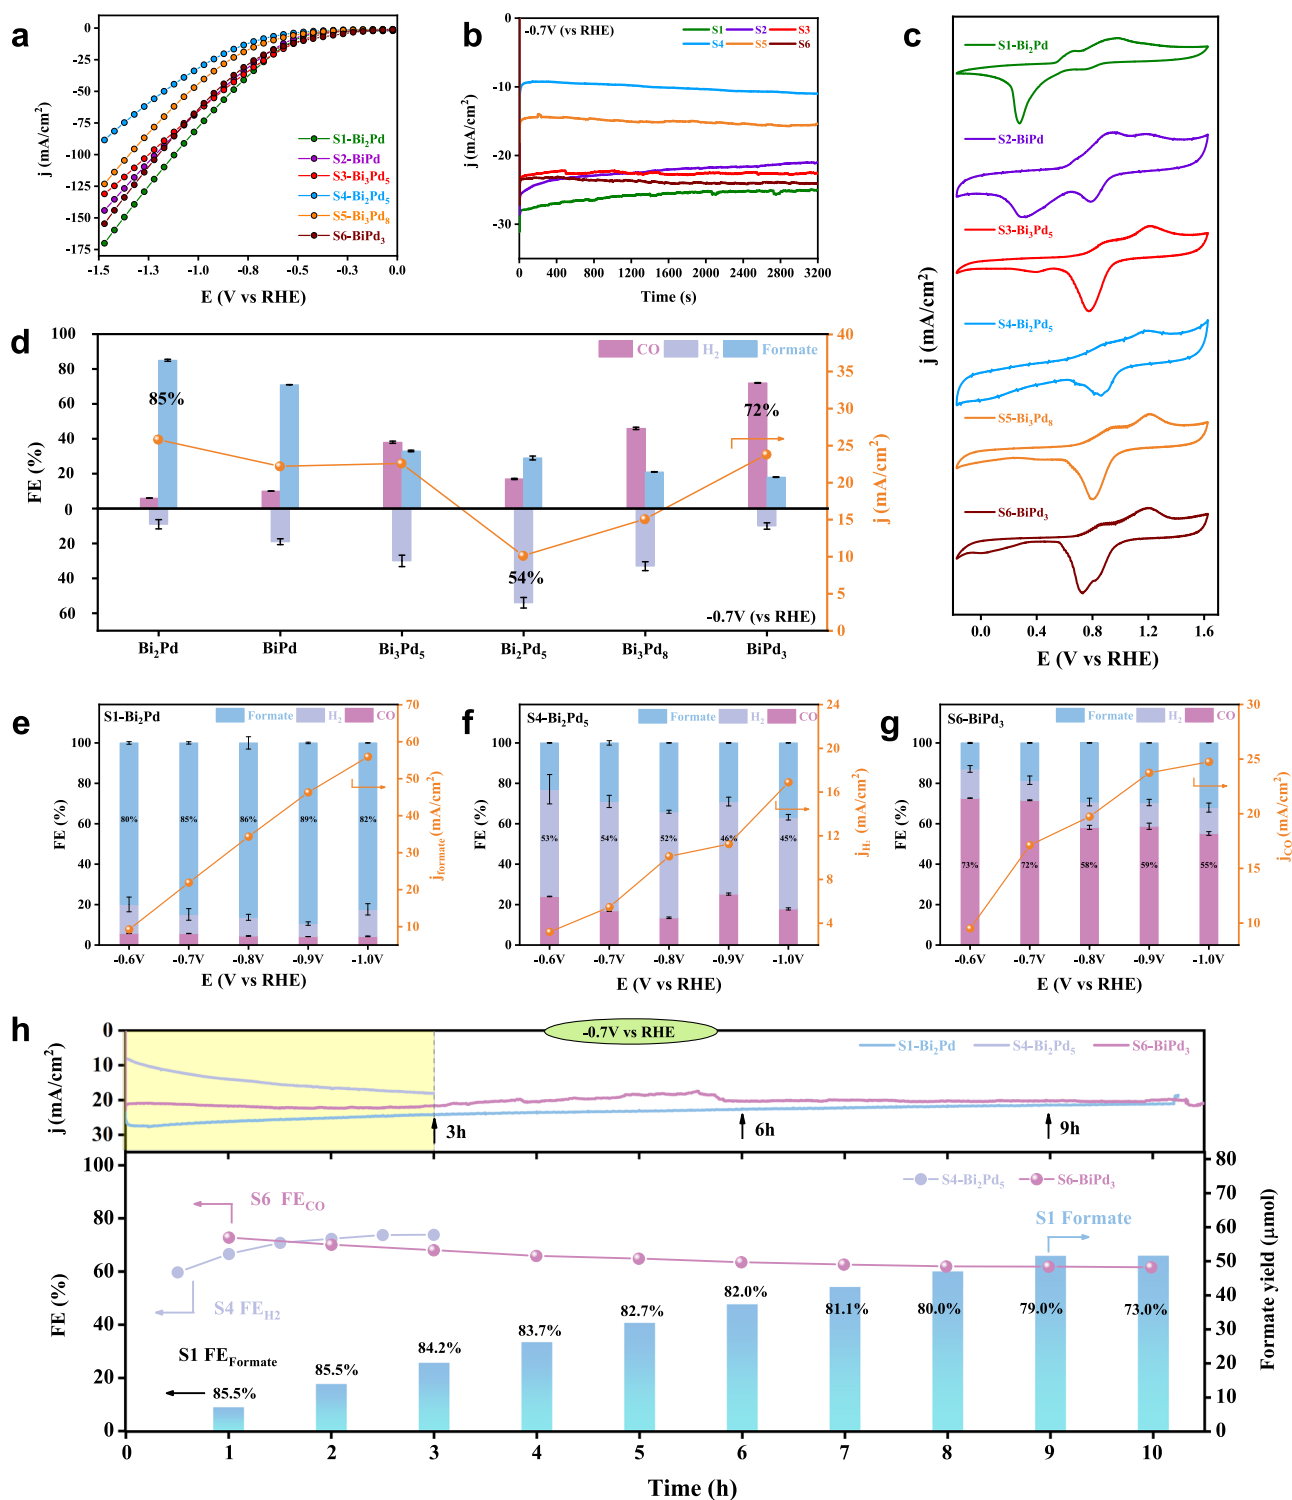 a
j (mA/cm²)
0
-25
-50
-75
-100
-125
-150
-175
S1-Bi₂Pd
S2-BiPd
S3-Bi₃Pd₅
S4-Bi₂Pd₅
S5-Bi₃Pd₈
S6-BiPd₃
-1.5 -1.3 -1.0 -0.8 -0.5 -0.3 0.0
E (V vs RHE)
b
j (mA/cm²)
0
-10
-20
-30
-0.7V (vs RHE)
S1 S2 S3
S4 S5 S6
0 400 800 1200 1600 2000 2400 2800 3200
Time (s)
c
j (mA/cm²)
S1-Bi₂Pd
S2-BiPd
S3-Bi₃Pd₅
S4-Bi₂Pd₅
S5-Bi₃Pd₈
S6-BiPd₃
0.0 0.4 0.8 1.2 1.6
E (V vs RHE)
d
FE (%)
100
80
60
40
20
0
20
40
60
CO H₂ Formate
85%
54%
72%
-0.7V (vs RHE)
Bi₂Pd BiPd Bi₃Pd₅ Bi₂Pd₅ Bi₃Pd₈ BiPd₃
40
35
30
25
20
15
10
5
0
j (mA/cm²)
e
S1-Bi₂Pd
Formate H₂ CO
FE (%)
100
80
60
40
20
0
80% 85% 86% 89% 82%
-0.6V -0.7V -0.8V -0.9V -1.0V
E (V vs RHE)
70
60
50
40
30
20
10
0
j_formate (mA/cm²)
f
S4-Bi₂Pd₅
Formate H₂ CO
FE (%)
100
80
60
40
20
0
53% 54% 52% 46% 45%
-0.6V -0.7V -0.8V -0.9V -1.0V
E (V vs RHE)
24
20
16
12
8
4
j_H₂ (mA/cm²)
g
S6-BiPd₃
Formate H₂ CO
FE (%)
100
80
60
40
20
0
73% 72% 58% 59% 55%
-0.6V -0.7V -0.8V -0.9V -1.0V
E (V vs RHE)
30
25
20
15
10
j_CO (mA/cm²)
h
j (mA/cm²)
0
10
20
30
-0.7V vs RHE
S1-Bi₂Pd S4-Bi₂Pd₅ S6-BiPd₃
3h 6h 9h
FE (%)
100
80
60
40
20
0
S4-Bi₂Pd₅ S6-BiPd₃
S6 FE_CO
S1 Formate
S4 FE_H2
S1 FE_Formate
85.5% 85.5% 84.2% 83.7% 82.7% 82.0% 81.1% 80.0% 79.0% 73.0%
80
70
60
50
40
30
20
10
0
Formate yield (μmol)
0 1 2 3 4 5 6 7 8 9 10
Time (h)